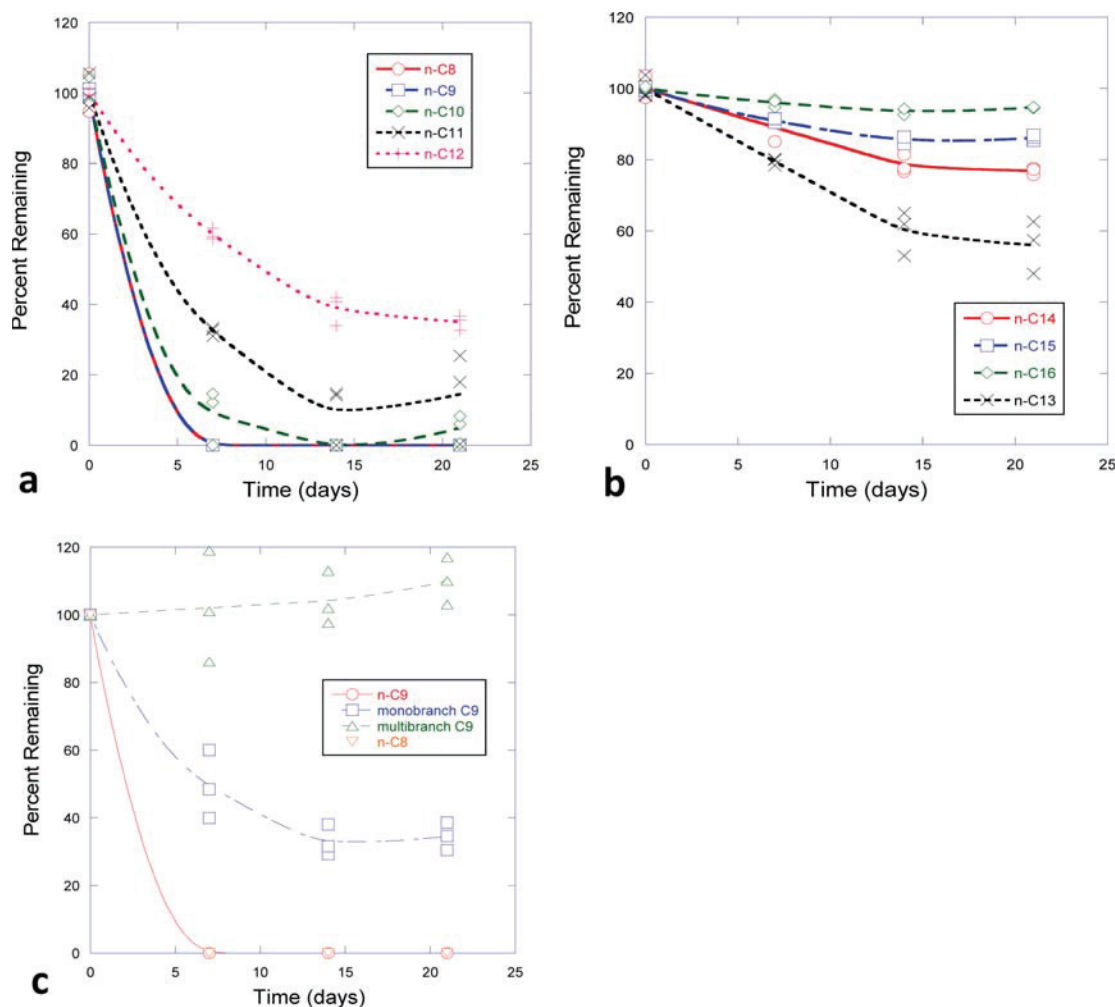 120
100
80
60
40
20
0
Percent Remaining
n-C8
n-C9
n-C10
n-C11
n-C12
0 5 10 15 20 25
Time (days)
a
120
100
80
60
40
20
0
Percent Remaining
n-C14
n-C15
n-C16
n-C13
0 5 10 15 20 25
Time (days)
b
120
100
80
60
40
20
0
Percent Remaining
n-C9
monobranch C9
multibranch C9
n-C8
0 5 10 15 20 25
Time (days)
c